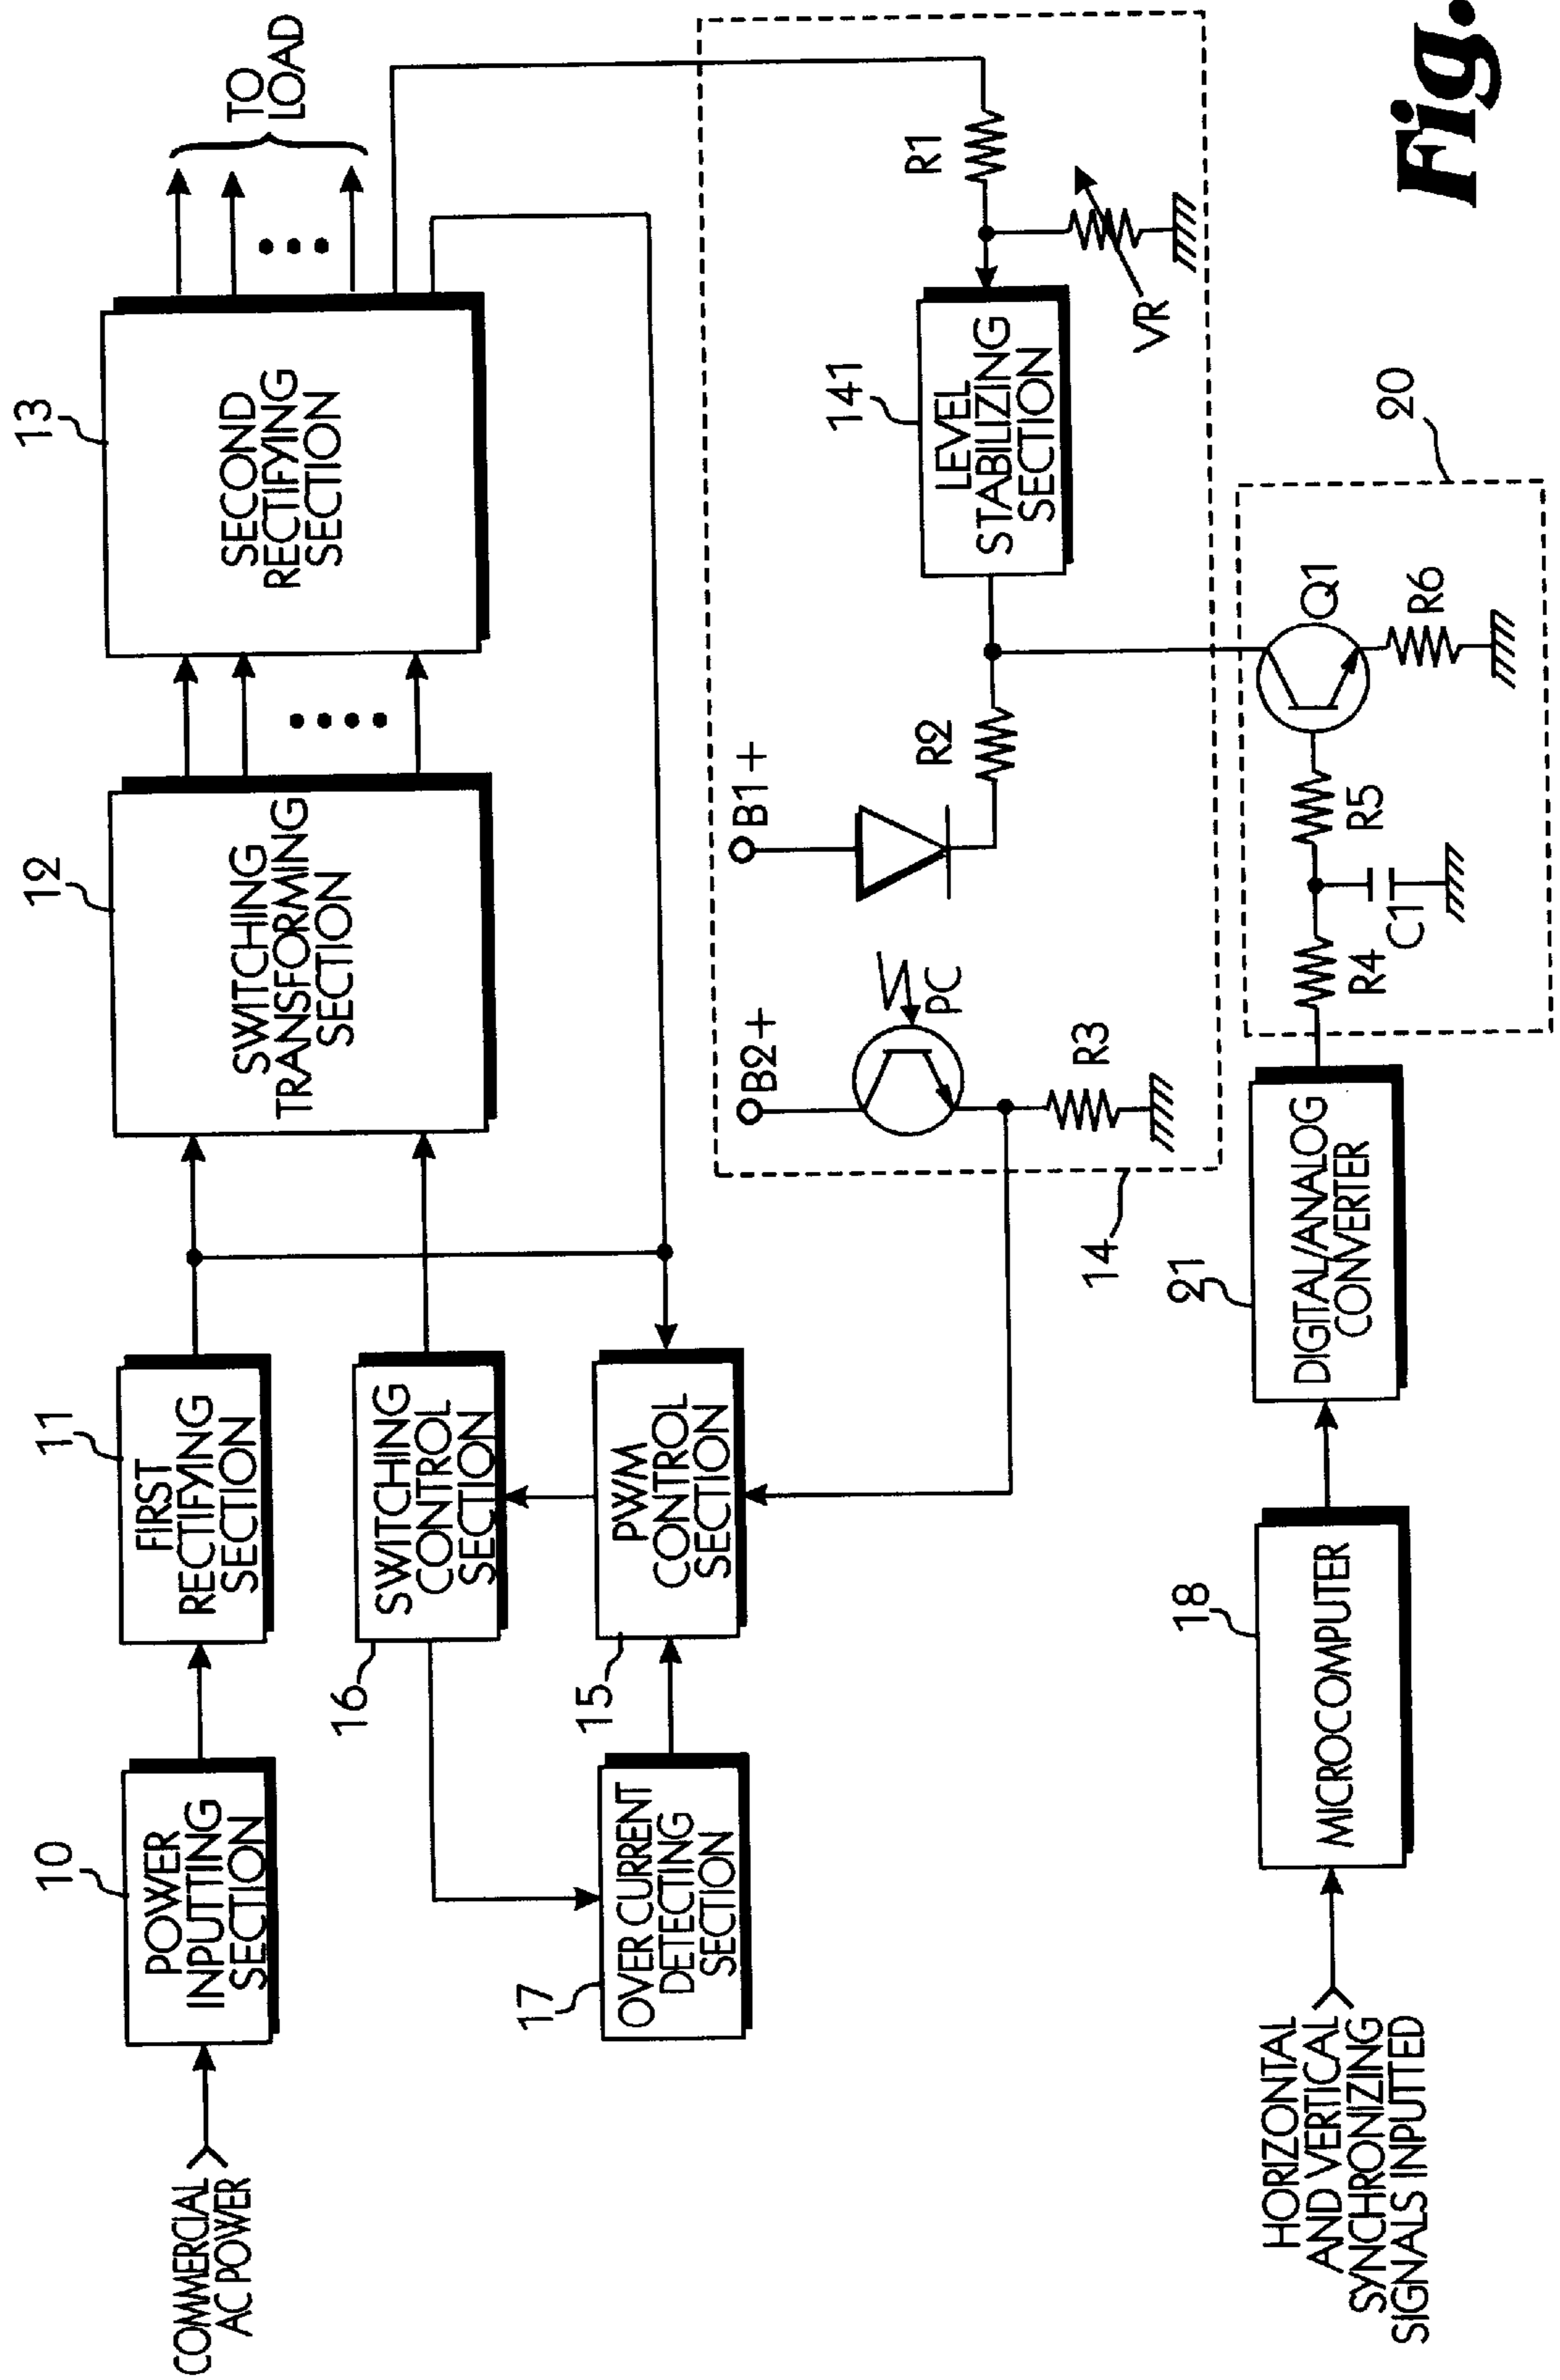 COMMERCIAL
AC POWER
10
POWER
INPUTTING
SECTION
11
FIRST
RECTIFYING
SECTION
12
SWITCHING
TRANSFORMING
SECTION
13
SECOND
RECTIFYING
SECTION
TO
LOAD
16
SWITCHING
CONTROL
SECTION
15
PWM
CONTROL
SECTION
17
OVER CURRENT
DETECTING
SECTION
14
B2+
PC
R3
B1+
R2
141
LEVEL
STABILIZING
SECTION
R1
VR
HORIZONTAL
AND VERTICAL
SYNCHRONIZING
SIGNALS INPUTTED
18
MICROCOMPUTER
21
DIGITAL/ANALOG
CONVERTER
20
R4
C1
R5
Q1
R6
Fig.